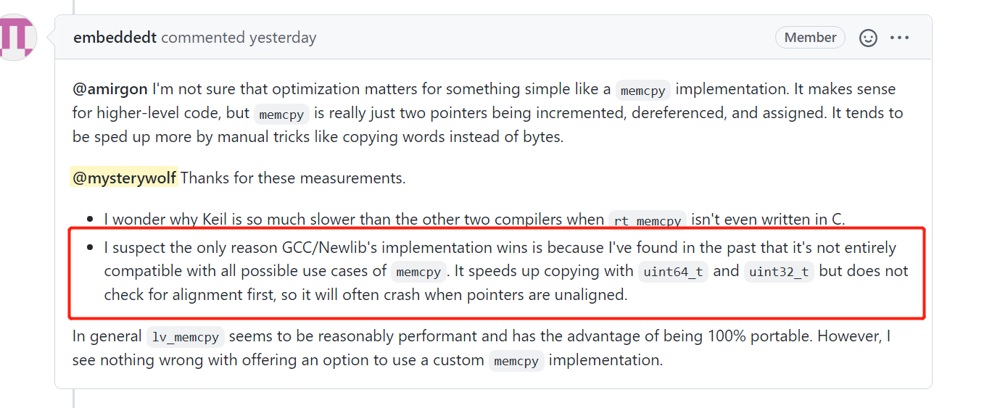 embeddedt commented yesterday
Member
@amirgon I'm not sure that optimization matters for something simple like a memcpy implementation. It makes sense
for higher-level code, but memcpy is really just two pointers being incremented, dereferenced, and assigned. It tends to
be sped up more by manual tricks like copying words instead of bytes.
@mysterywolf Thanks for these measurements.
• I wonder why Keil is so much slower than the other two compilers when rt_memcpy isn't even written in C.
• I suspect the only reason GCC/Newlib's implementation wins is because I've found in the past that it's not entirely
compatible with all possible use cases of memcpy. It speeds up copying with uint64_t and uint32_t but does not
check for alignment first, so it will often crash when pointers are unaligned.
In general lv_memcpy seems to be reasonably performant and has the advantage of being 100% portable. However, I
see nothing wrong with offering an option to use a custom memcpy implementation.